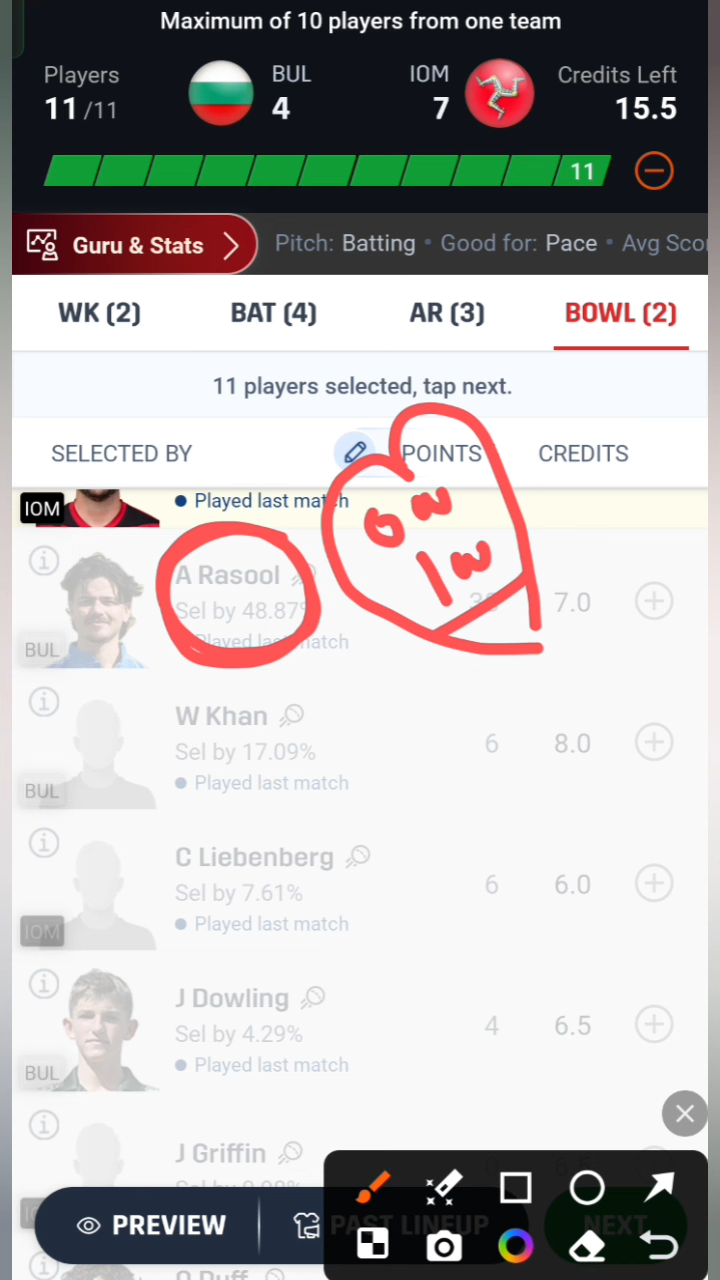 Maximum of 10 players from one team
Players BUL IOM Credits Left
11/11 4 7 15.5
11
Guru & Stats Pitch: Batting • Good for: Pace • Avg Scor
WK (2) BAT (4) AR (3) BOWL (2)
11 players selected, tap next.
SELECTED BY POINTS CREDITS
IOM Played last match
A Rasool
Sel by 48.87% 7.0
BUL Played last match
W Khan
Sel by 17.09% 6 8.0
BUL Played last match
C Liebenberg
Sel by 7.61% 6 6.0
IOM Played last match
J Dowling
Sel by 4.29% 4 6.5
BUL Played last match
J Griffin
PREVIEW PAST LINEUP NEXT